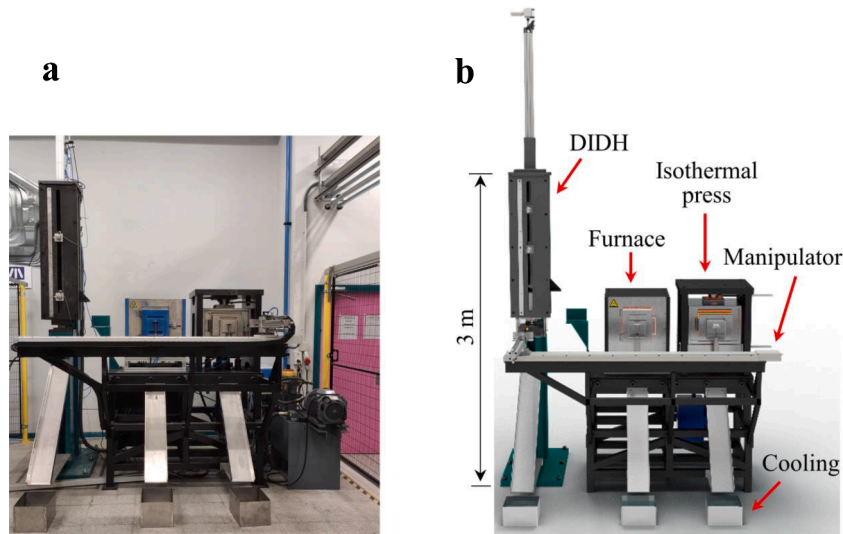 a
b
DIDH
Isothermal
press
Furnace
Manipulator
3 m
Cooling